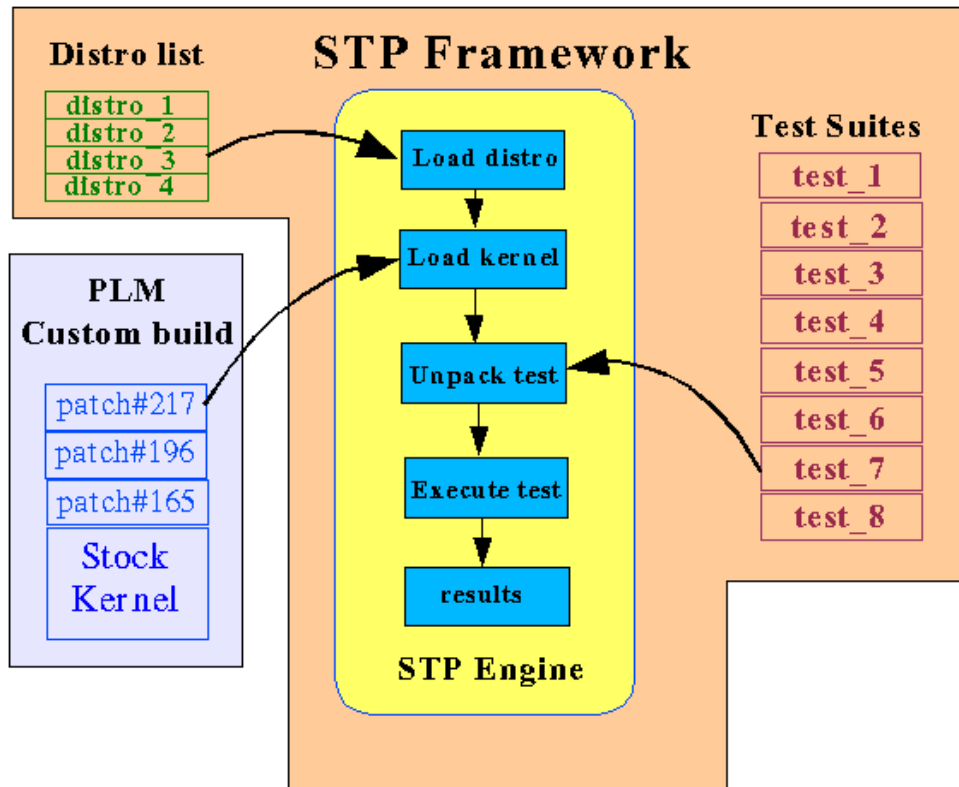 STP Framework
Distro list
distro_1
distro_2
distro_3
distro_4
PLM
Custom build
patch#217
patch#196
patch#165
Stock
Kernel
Load distro
Load kernel
Unpack test
Execute test
results
STP Engine
Test Suites
test_1
test_2
test_3
test_4
test_5
test_6
test_7
test_8